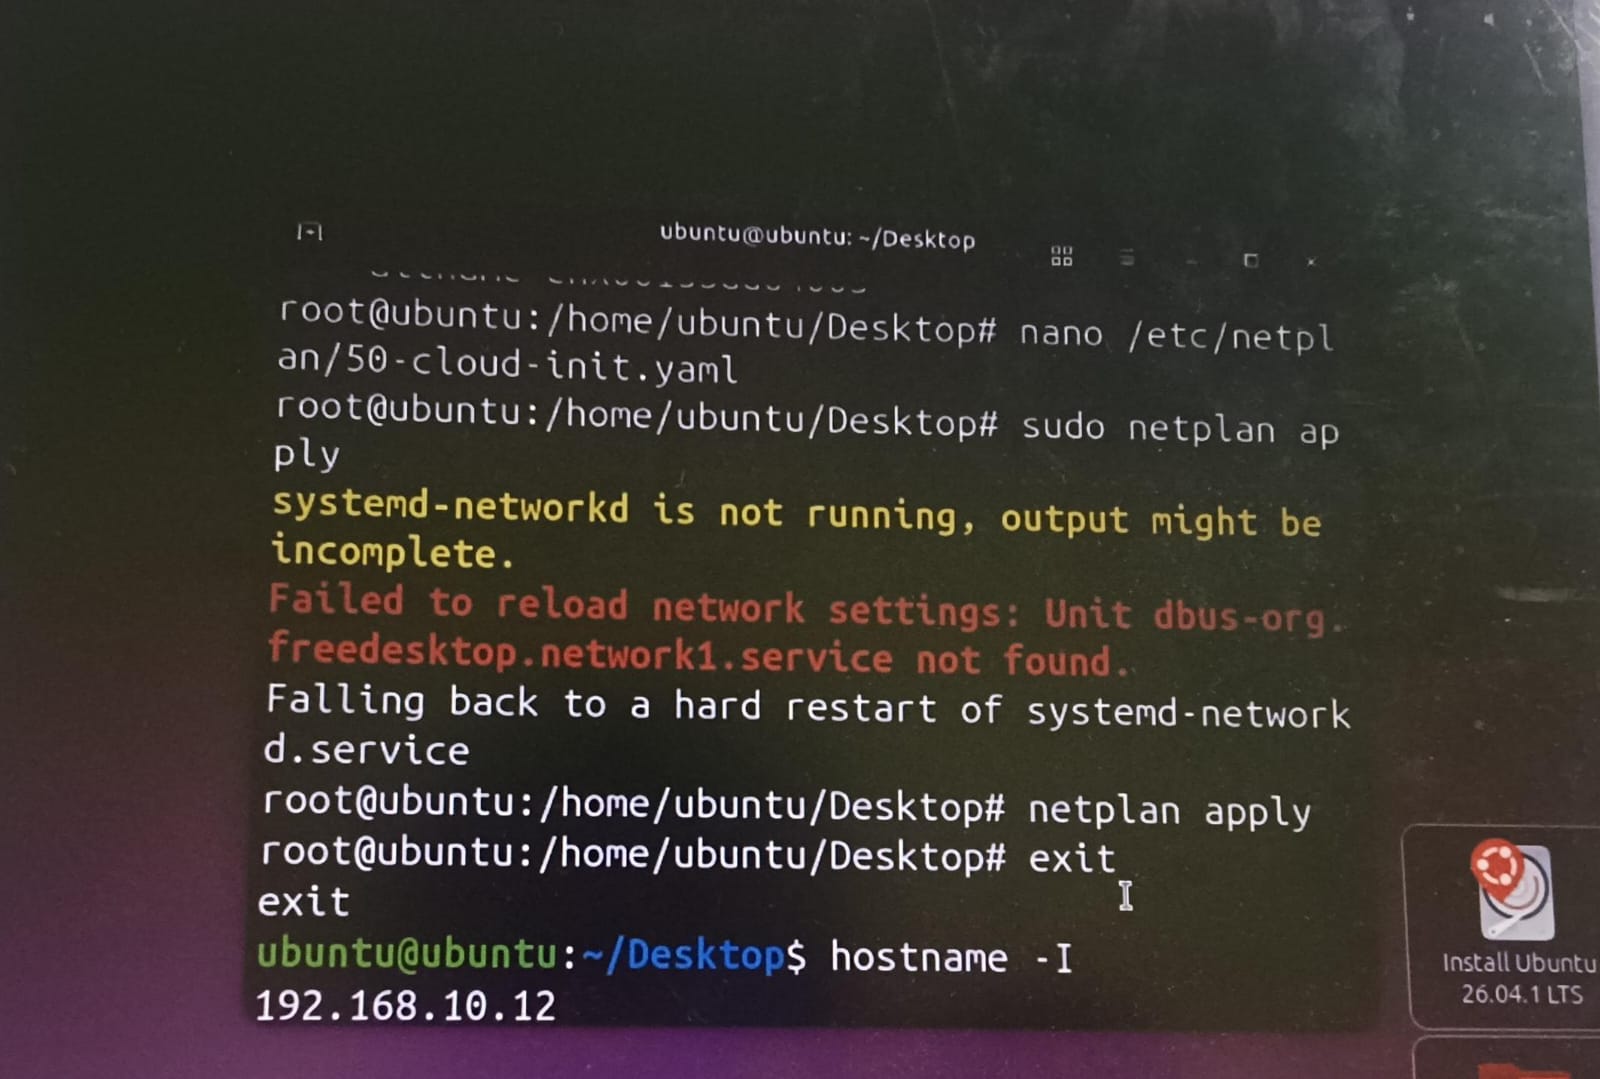 ubuntu@ubuntu: ~/Desktop
root@ubuntu:/home/ubuntu/Desktop# nano /etc/netpl
an/50-cloud-init.yaml
root@ubuntu:/home/ubuntu/Desktop# sudo netplan ap
ply
systemd-networkd is not running, output might be
incomplete.
Failed to reload network settings: Unit dbus-org.
freedesktop.network1.service not found.
Falling back to a hard restart of systemd-network
d.service
root@ubuntu:/home/ubuntu/Desktop# netplan apply
root@ubuntu:/home/ubuntu/Desktop# exit
exit
ubuntu@ubuntu:~/Desktop$ hostname -I
192.168.10.12
Install Ubuntu
26.04.1 LTS